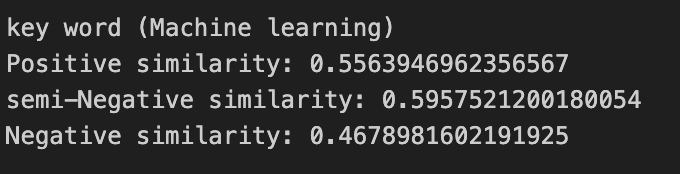 key word (Machine learning)
Positive similarity: 0.5563946962356567
semi-Negative similarity: 0.5957521200180054
Negative similarity: 0.4678981602191925